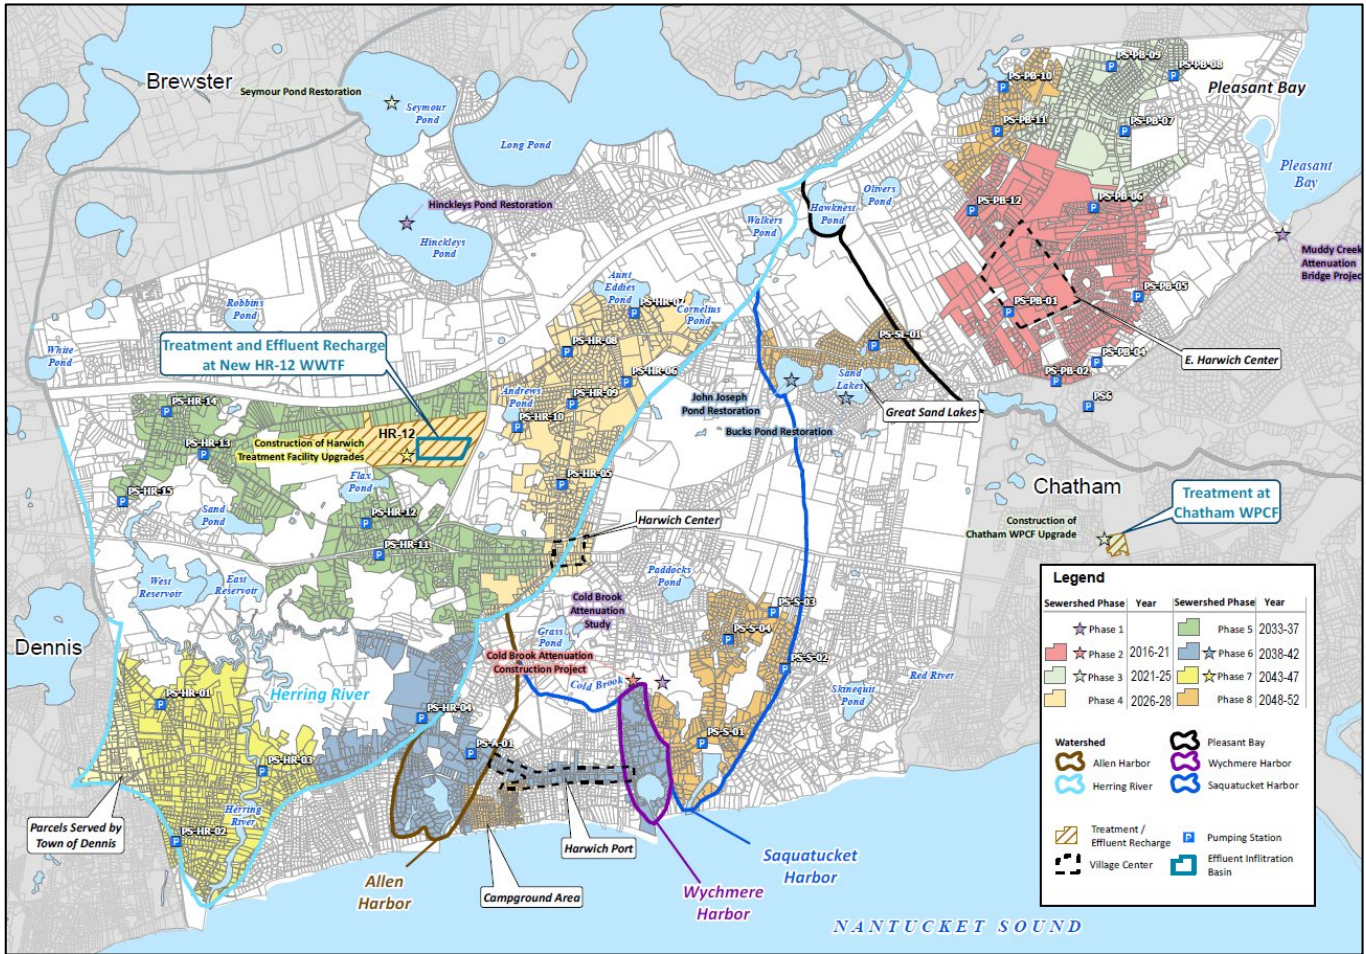 Brewster
Seymour Pond Restoration
Seymour
Pond
Long Pond
Hinckleys Pond Restoration
Hinckleys
Pond
PS-PB-10
PS-PB-09
PS-PB-08
Pleasant Bay
PS-PB-11
PS-PB-07
Pleasant
Bay
Olivers
Pond
Hawknest
Pond
Walkers
Pond
PS-PB-12
PS-PB-06
Muddy Creek
Attenuation
Bridge Projec
PS-PB-01
PS-PB-05
E. Harwich Center
PS-PB-04
PS-PB-02
PS6
Aunt
Eddies
Pond
PS-HR-07
Cornelius
Pond
Robbins
Pond
White
Pond
Treatment and Effluent Recharge
at New HR-12 WWTF
PS-HR-08
PS-HR-06
PS-SL-01
Sand
Lakes
John Joseph
Pond Restoration
Great Sand Lakes
Bucks Pond Restoration
Andrews
Pond
PS-HR-09
PS-HR-10
PS-HR-14
PS-HR-13
HR-12
Construction of Harwich
Treatment Facility Upgrades
Flax
Pond
PS-HR-15
Sand
Pond
PS-HR-12
PS-HR-11
PS-HR-05
Harwich Center
Chatham
Treatment at
Chatham WPCF
Construction of
Chatham WPCF Upgrade
West
Reservoir
East
Reservoir
Paddocks
Pond
Cold Brook
Attenuation
Study
Grass
Pond
Cold Brook Attenuation
Construction Project
Cold Brook
PS-S-03
PS-S-04
PS-S-02
Red River
Skinequit
Pond
Dennis
PS-HR-01
Herring River
PS-HR-04
PS-A-01
PS-S-01
PS-HR-03
Herring
River
PS-HR-02
Parcels Served by
Town of Dennis
Harwich Port
Campground Area
Allen
Harbor
Wychmere
Harbor
Saquatucket
Harbor
NANTUCKET SOUND
Legend
Sewershed Phase Year Sewershed Phase Year
Phase 1 Phase 5 2033-37
Phase 2 2016-21 Phase 6 2038-42
Phase 3 2021-25 Phase 7 2043-47
Phase 4 2026-28 Phase 8 2048-52
Watershed
Pleasant Bay
Allen Harbor Wychmere Harbor
Herring River Saquatucket Harbor
Treatment /
Effluent Recharge
P Pumping Station
Village Center
Effluent Infilitration
Basin